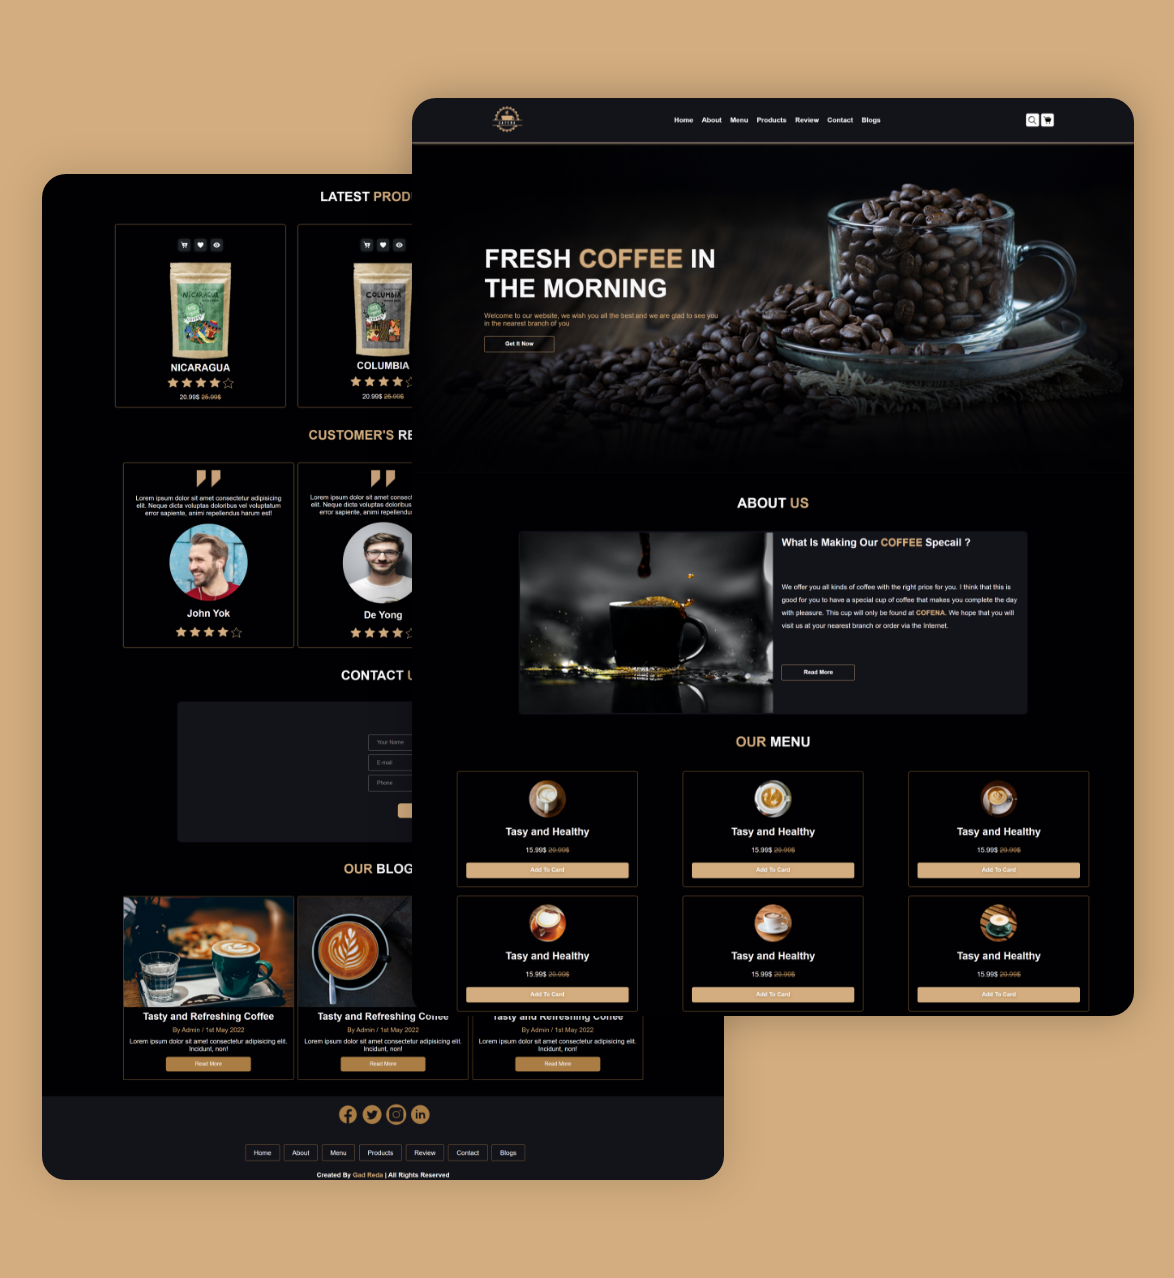 COFFEE
Home About Menu Products Review Contact Blogs
FRESH COFFEE IN
THE MORNING
Welcome to our website, we wish you all the best and we are glad to see you
in the nearest branch of you
Get It Now
ABOUT US
What Is Making Our COFFEE Specail ?
We offer you all kinds of coffee with the right price for you. I think that this is
good for you to have a special cup of coffee that makes you complete the day
with pleasure. This cup will only be found at COFENA. We hope that you will
visit us at your nearest branch or order via the Internet.
Read More
OUR MENU
Tasy and Healthy
15.99$ 20.99$
Add To Card
Tasy and Healthy
15.99$ 20.99$
Add To Card
Tasy and Healthy
15.99$ 20.99$
Add To Card
Tasy and Healthy
15.99$ 20.99$
Add To Card
Tasy and Healthy
15.99$ 20.99$
Add To Card
Tasy and Healthy
15.99$ 20.99$
Add To Card
LATEST PROD
NICARAGUA
NICARAGUA
20.99$ 25.99$
COLUMBIA
COLUMBIA
20.99$ 25.99$
CUSTOMER'S RE
Lorem ipsum dolor sit amet consectetur adipisicing
elit. Neque dicta voluptas doloribus vel voluptatum
error sapiente, animi repellendus harum est!
John Yok
Lorem ipsum dolor sit amet consect
elit. Neque dicta voluptas doloribus
error sapiente, animi repellendus
De Yong
CONTACT U
Your Name
E-mail
Phone
OUR BLOG
Tasty and Refreshing Coffee
By Admin / 1st May 2022
Lorem ipsum dolor sit amet consectetur adipisicing elit.
Incidunt, non!
Read More
Tasty and Refreshing Coffee
By Admin / 1st May 2022
Lorem ipsum dolor sit amet consectetur adipisicing elit.
Incidunt, non!
Read More
Tasty and Refreshing Coffee
By Admin / 1st May 2022
Lorem ipsum dolor sit amet consectetur adipisicing elit.
Incidunt, non!
Read More
Home About Menu Products Review Contact Blogs
Created By Gad Reda | All Rights Reserved